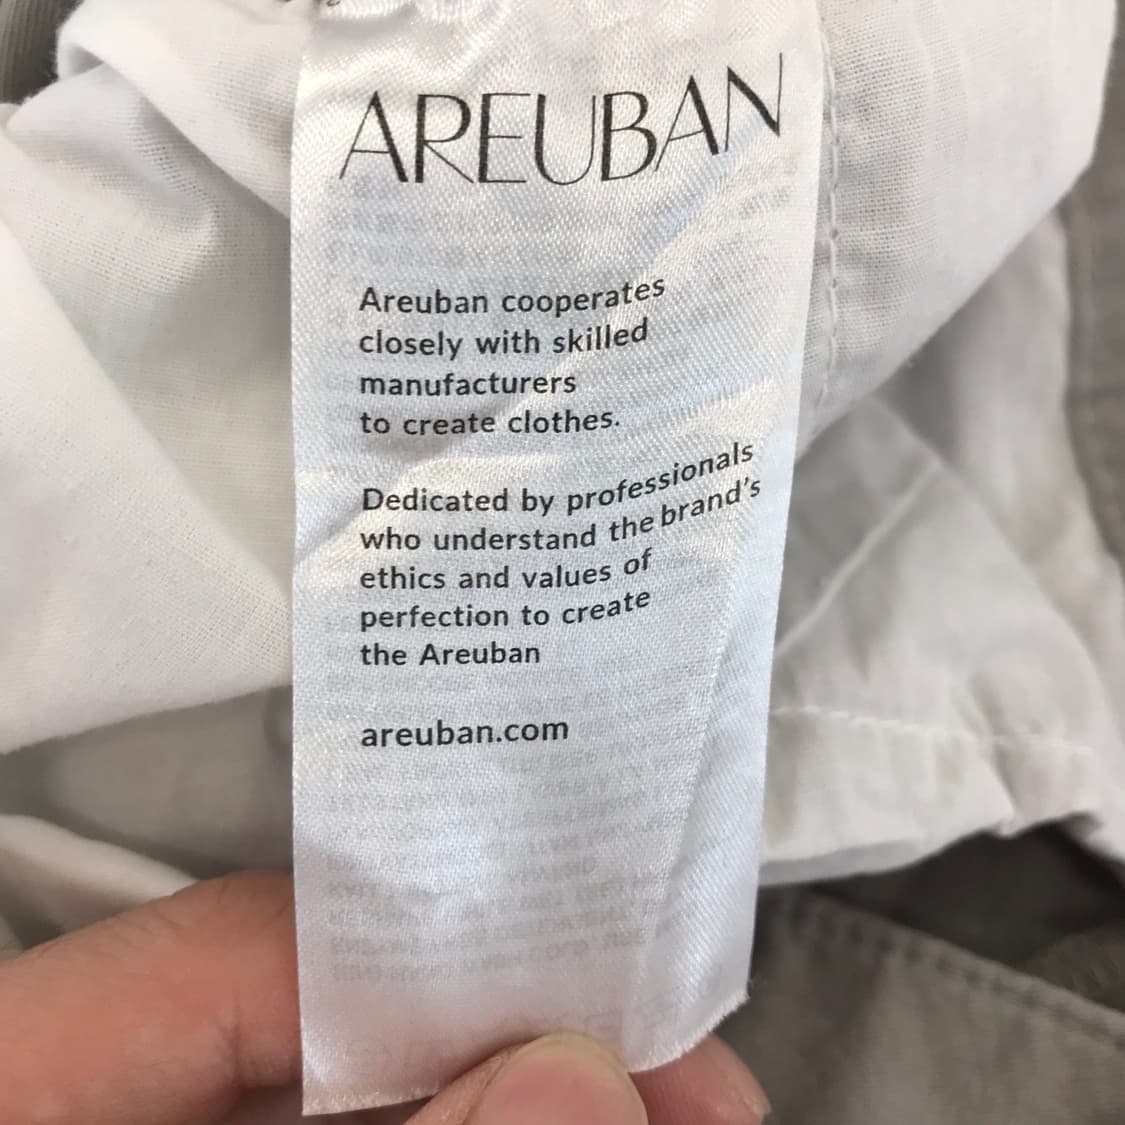 AREUBAN
Areuban cooperates
closely with skilled
manufacturers
to create clothes.
Dedicated by professionals
who understand the brand's
ethics and values of
perfection to create
the Areuban
areuban.com